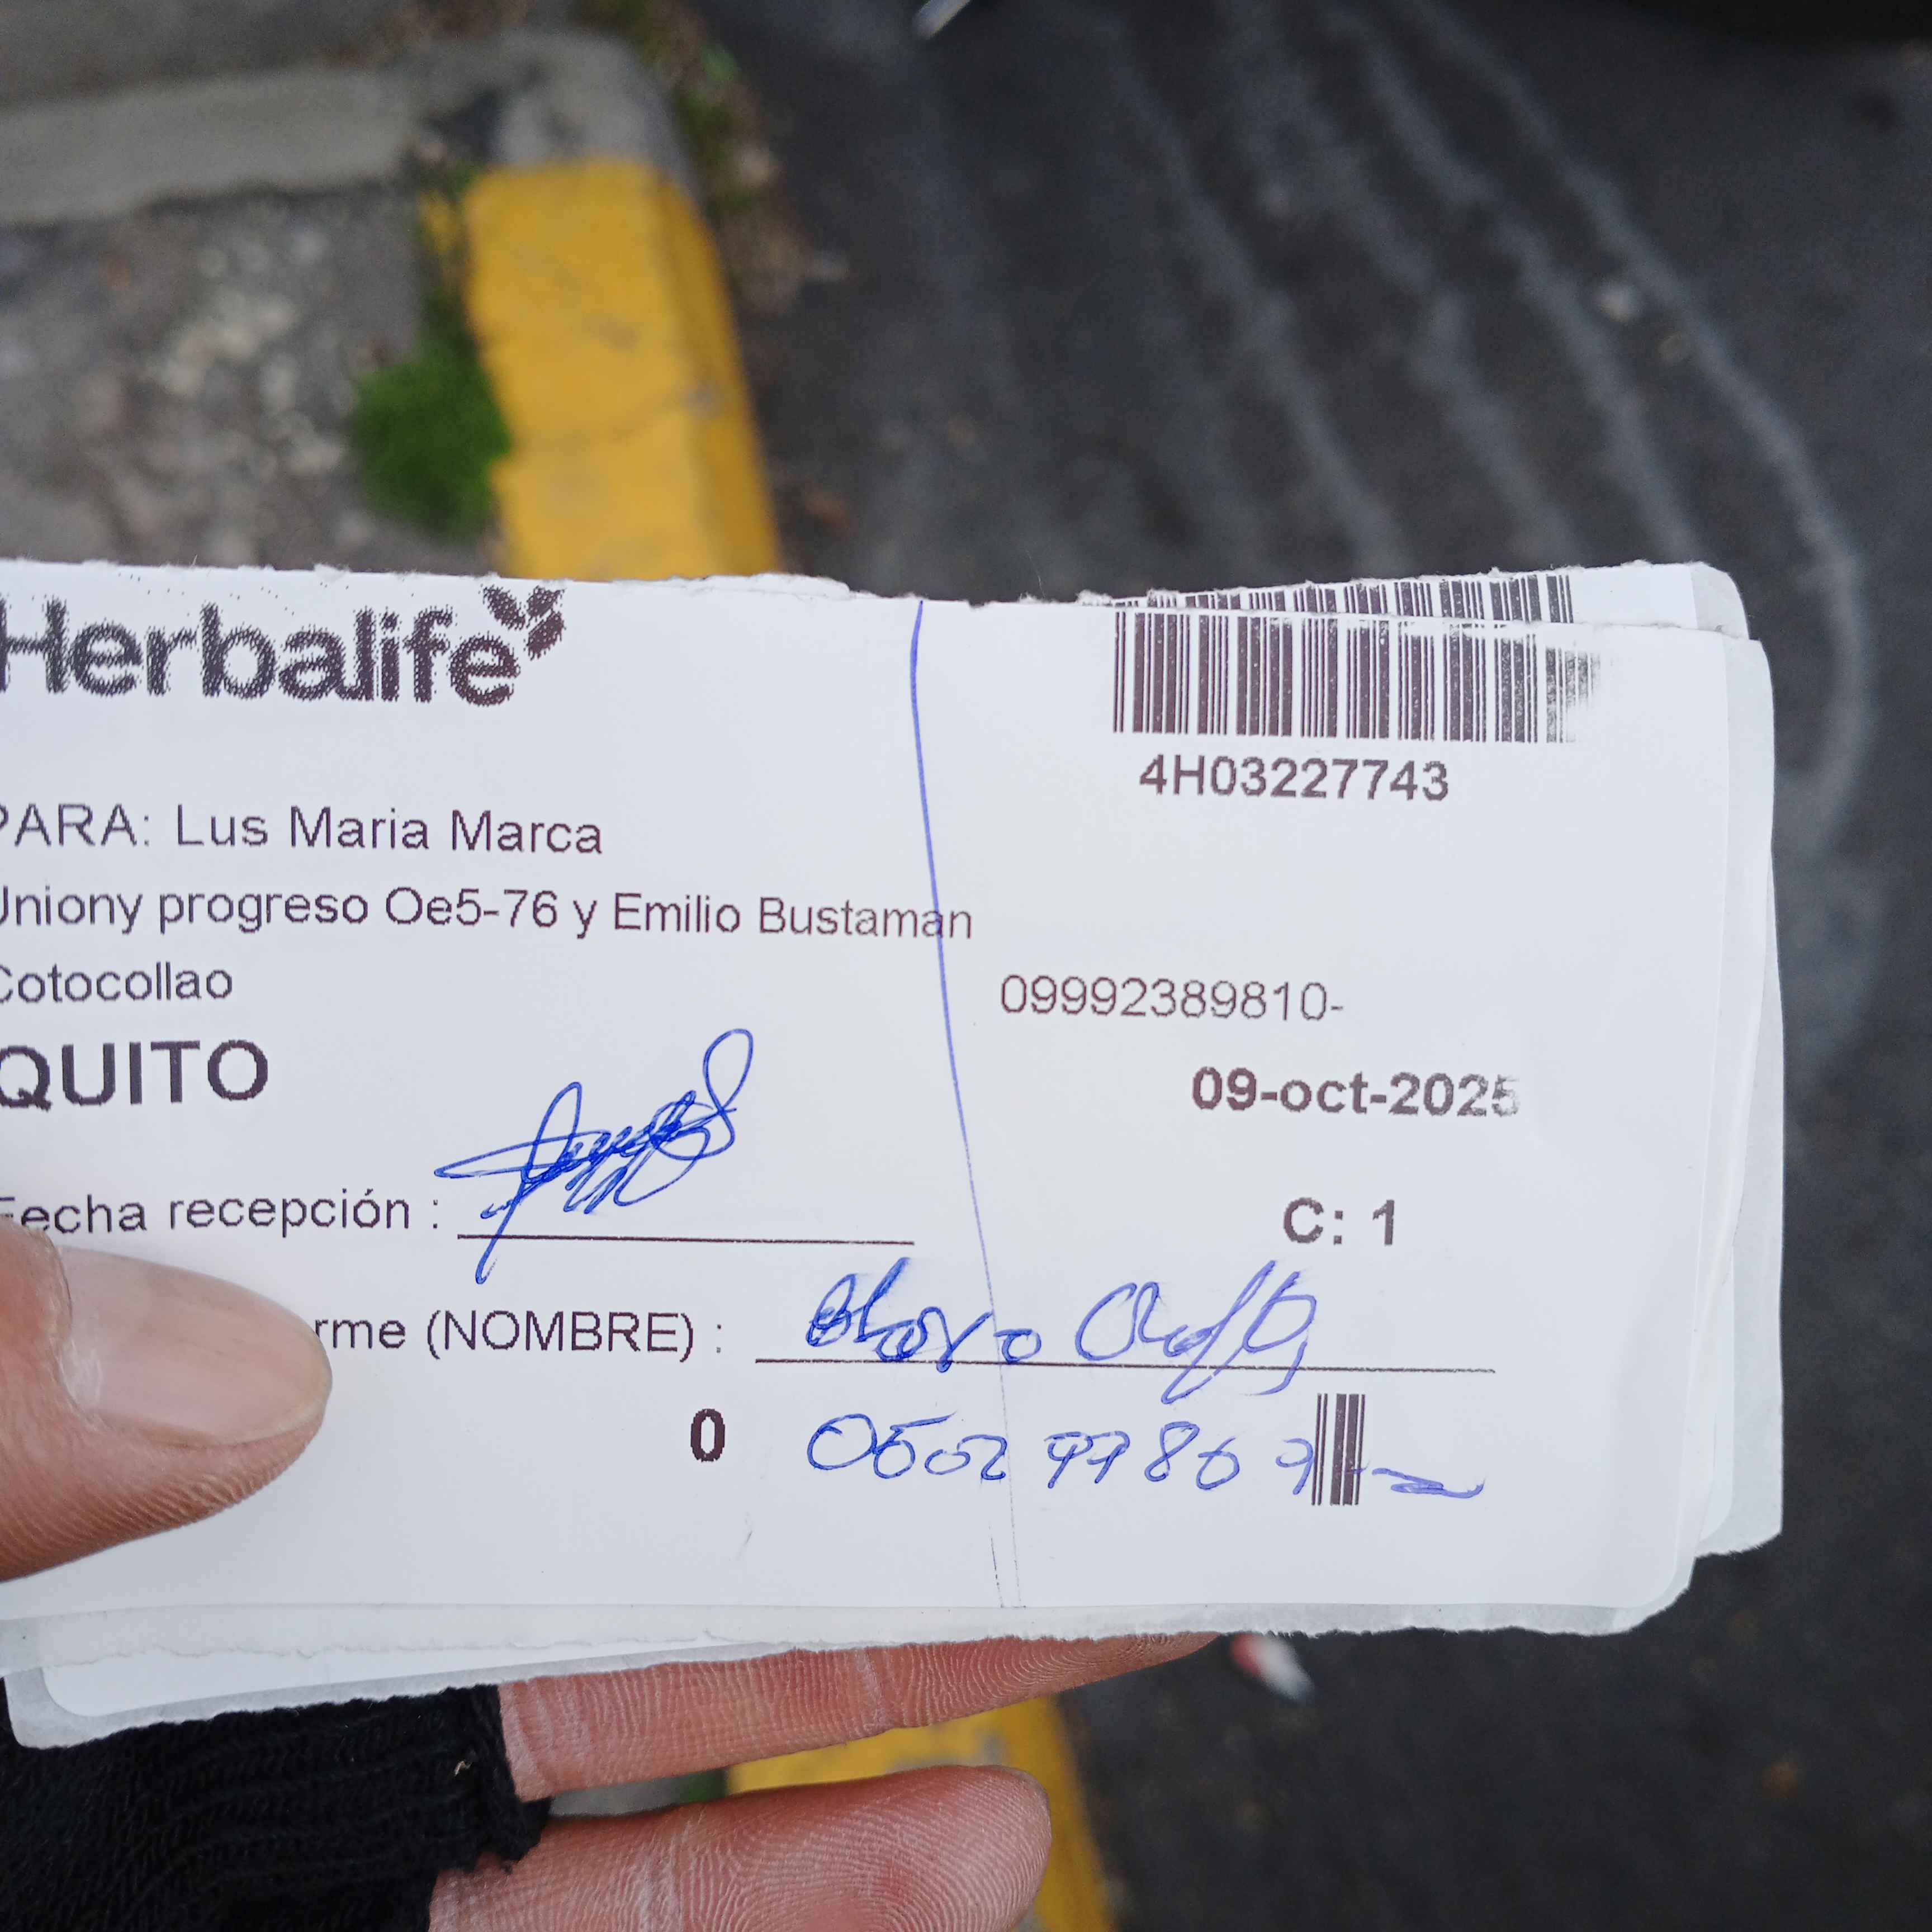 Herbalife
4H03227743
PARA: Lus Maria Marca
Uniony progreso Oe5-76 y Emilio Bustaman
Cotocollao
09992389810-
QUITO
09-oct-2025
Fecha recepción :
C: 1
rme (NOMBRE) :
0